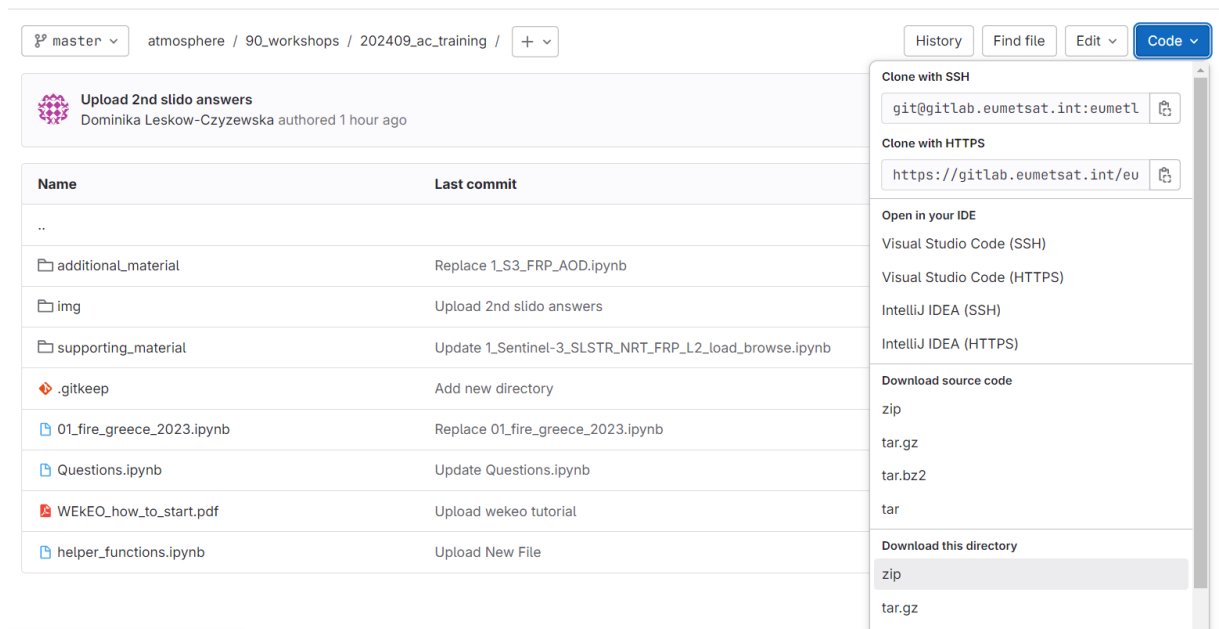 master atmosphere / 90_workshops / 202409_ac_training / + History Find file Edit Code
Upload 2nd slido answers
Dominika Leskow-Czyzewska authored 1 hour ago
Name Last commit
..
additional_material Replace 1_S3_FRP_AOD.ipynb
img Upload 2nd slido answers
supporting_material Update 1_Sentinel-3_SLSTR_NRT_FRP_L2_load_browse.ipynb
.gitkeep Add new directory
01_fire_greece_2023.ipynb Replace 01_fire_greece_2023.ipynb
Questions.ipynb Update Questions.ipynb
WEkEO_how_to_start.pdf Upload wekeo tutorial
helper_functions.ipynb Upload New File
Clone with SSH
git@gitlab.eumetsat.int:eumetl
Clone with HTTPS
https://gitlab.eumetsat.int/eu
Open in your IDE
Visual Studio Code (SSH)
Visual Studio Code (HTTPS)
IntelliJ IDEA (SSH)
IntelliJ IDEA (HTTPS)
Download source code
zip
tar.gz
tar.bz2
tar
Download this directory
zip
tar.gz